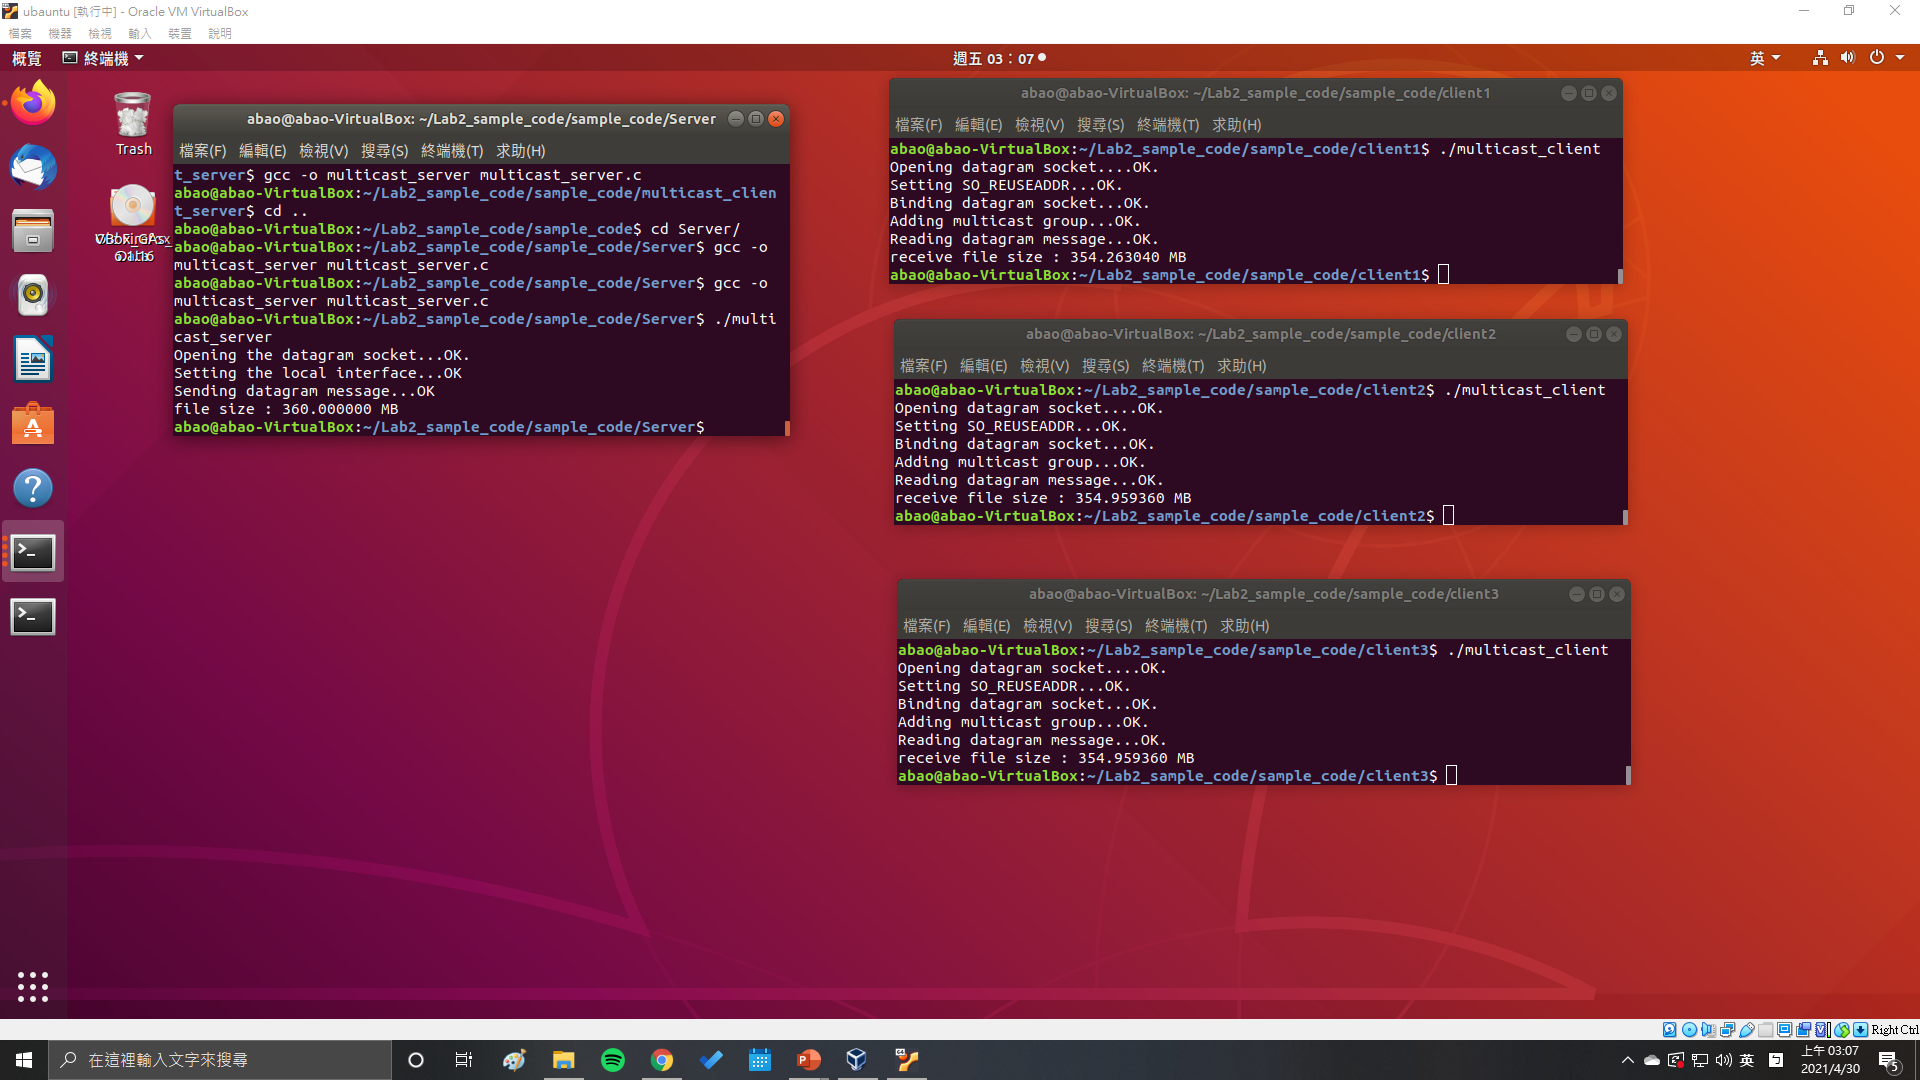 ubauntu [執行中] - Oracle VM VirtualBox
檔案 機器 檢視 輸入 裝置 說明
概覽 終端機 週五 03：07 英
Trash
abao@abao-VirtualBox: ~/Lab2_sample_code/sample_code/Server
檔案(F) 編輯(E) 檢視(V) 搜尋(S) 終端機(T) 求助(H)
t_server$ gcc -o multicast_server multicast_server.c
abao@abao-VirtualBox:~/Lab2_sample_code/sample_code/multicast_clien
t_server$ cd ..
abao@abao-VirtualBox:~/Lab2_sample_code/sample_code$ cd Server/
abao@abao-VirtualBox:~/Lab2_sample_code/sample_code/Server$ gcc -o
multicast_server multicast_server.c
abao@abao-VirtualBox:~/Lab2_sample_code/sample_code/Server$ gcc -o
multicast_server multicast_server.c
abao@abao-VirtualBox:~/Lab2_sample_code/sample_code/Server$ ./multi
cast_server
Opening the datagram socket...OK.
Setting the local interface...OK
Sending datagram message...OK
file size : 360.000000 MB
abao@abao-VirtualBox:~/Lab2_sample_code/sample_code/Server$
abao@abao-VirtualBox: ~/Lab2_sample_code/sample_code/client1
檔案(F) 編輯(E) 檢視(V) 搜尋(S) 終端機(T) 求助(H)
abao@abao-VirtualBox:~/Lab2_sample_code/sample_code/client1$ ./multicast_client
Opening datagram socket....OK.
Setting SO_REUSEADDR...OK.
Binding datagram socket...OK.
Adding multicast group...OK.
Reading datagram message...OK.
receive file size : 354.263040 MB
abao@abao-VirtualBox:~/Lab2_sample_code/sample_code/client1$
abao@abao-VirtualBox: ~/Lab2_sample_code/sample_code/client2
檔案(F) 編輯(E) 檢視(V) 搜尋(S) 終端機(T) 求助(H)
abao@abao-VirtualBox:~/Lab2_sample_code/sample_code/client2$ ./multicast_client
Opening datagram socket....OK.
Setting SO_REUSEADDR...OK.
Binding datagram socket...OK.
Adding multicast group...OK.
Reading datagram message...OK.
receive file size : 354.959360 MB
abao@abao-VirtualBox:~/Lab2_sample_code/sample_code/client2$
abao@abao-VirtualBox: ~/Lab2_sample_code/sample_code/client3
檔案(F) 編輯(E) 檢視(V) 搜尋(S) 終端機(T) 求助(H)
abao@abao-VirtualBox:~/Lab2_sample_code/sample_code/client3$ ./multicast_client
Opening datagram socket....OK.
Setting SO_REUSEADDR...OK.
Binding datagram socket...OK.
Adding multicast group...OK.
Reading datagram message...OK.
receive file size : 354.959360 MB
abao@abao-VirtualBox:~/Lab2_sample_code/sample_code/client3$
Right Ctrl
在這裡輸入文字來搜尋
英
上午 03:07
2021/4/30
5